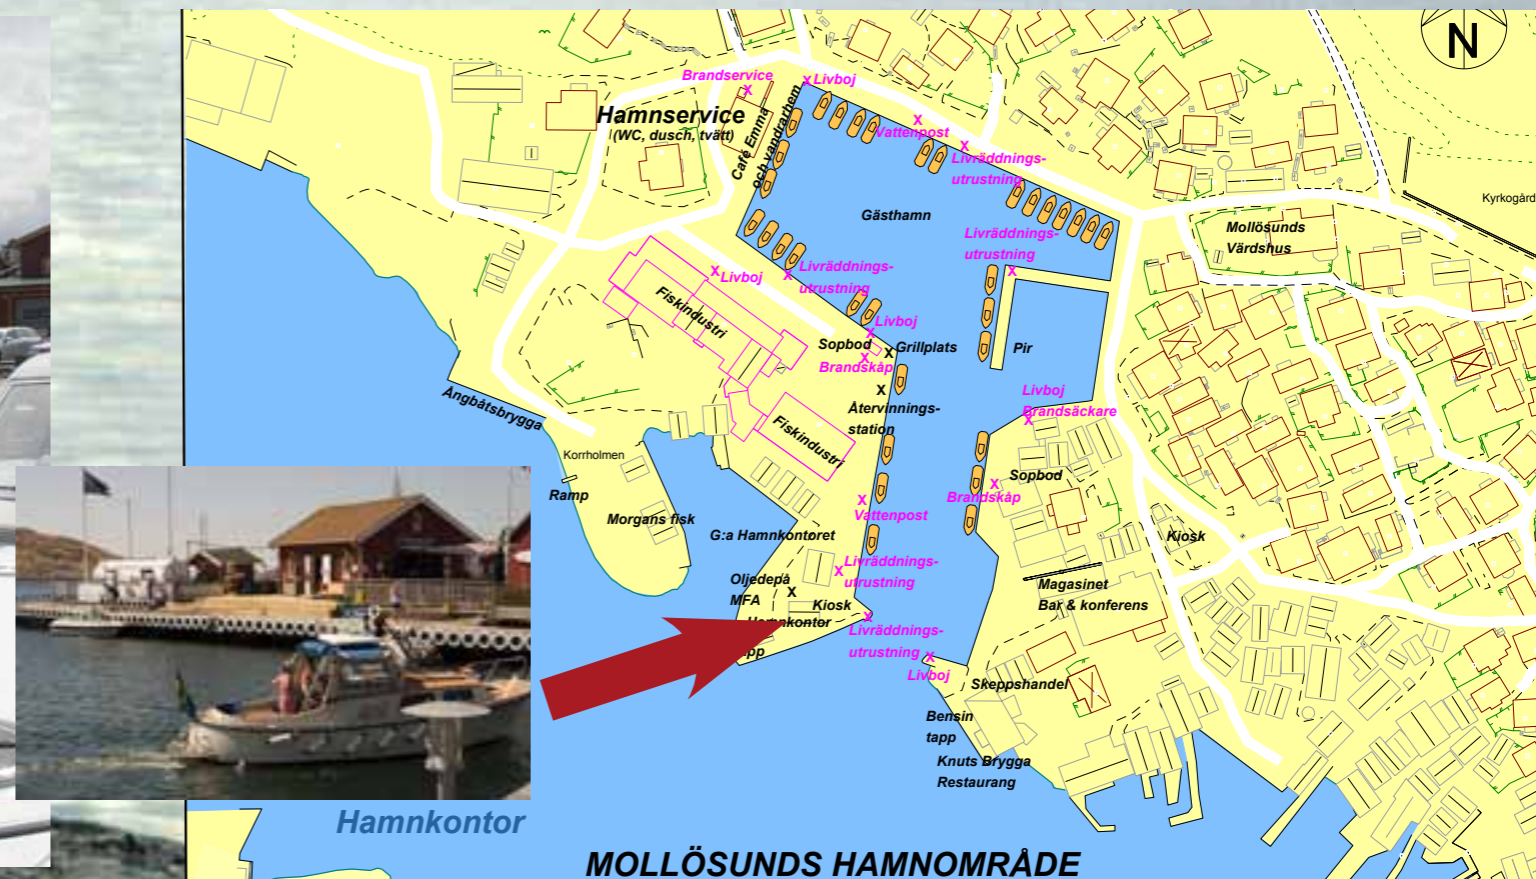 N
Brandservice
Livboj
Hamnservice
(WC, dusch, tvätt)
Café Emma
och vandrarhem
Vattenpost
Livräddnings-
utrustning
Kyrkogård
Gästhamn
Mollösunds
Värdshus
Livräddnings-
utrustning
Livboj
Livräddnings-
utrustning
Fiskindustri
Livboj
Sopbod
Grillplats
Brandskåp
Pir
Ångbåtsbrygga
Återvinnings-
station
Livboj
Brandsäckare
Fiskindustri
Korrholmen
Ramp
Morgans fisk
Sopbod
Brandskåp
Vattenpost
G:a Hamnkontoret
Kiosk
Livräddnings-
utrustning
Oljedepå
MFA
Kiosk
Hamnkontor
Magasinet
Bar & konferens
Livräddnings-
utrustning
Livboj
Skeppshandel
Bensin
tapp
Knuts Brygga
Restaurang
Hamnkontor
MOLLÖSUNDS HAMNOMRÅDE